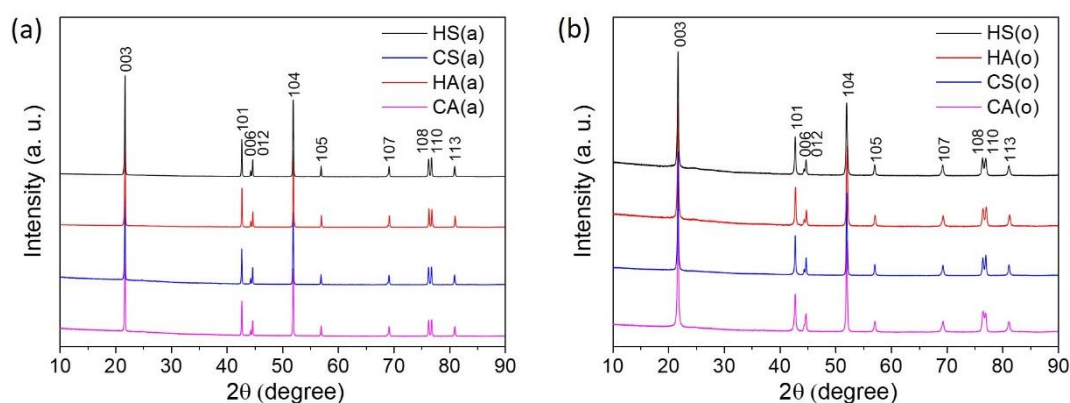 (a)
HS(a)
CS(a)
HA(a)
CA(a)
003
101
006
012
104
105
107
108
110
113
Intensity (a. u.)
10 20 30 40 50 60 70 80 90
2θ (degree)
(b)
HS(o)
HA(o)
CS(o)
CA(o)
003
101
006
012
104
105
107
108
110
113
Intensity (a. u.)
10 20 30 40 50 60 70 80 90
2θ (degree)